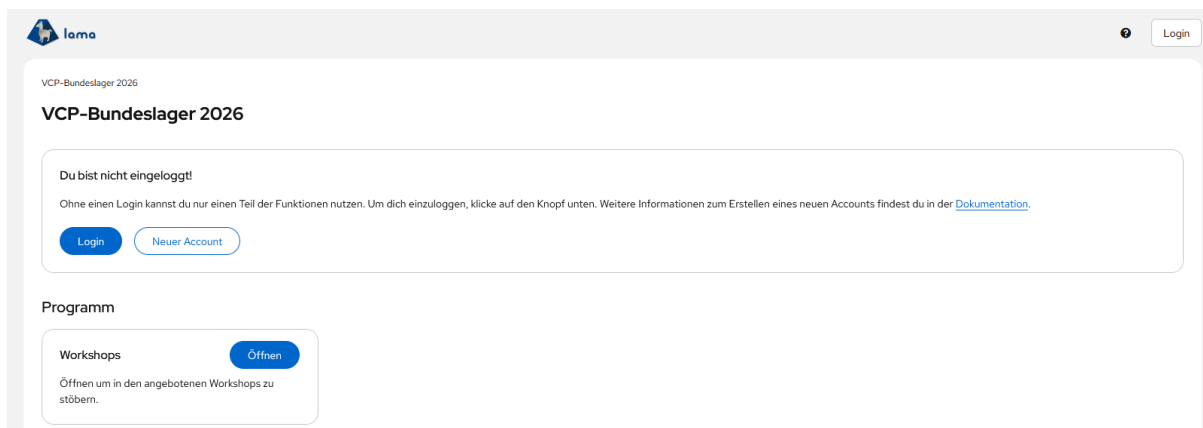 lama
Login
VCP-Bundeslager 2026
VCP-Bundeslager 2026
Du bist nicht eingeloggt!
Ohne einen Login kannst du nur einen Teil der Funktionen nutzen. Um dich einzuloggen, klicke auf den Knopf unten. Weitere Informationen zum Erstellen eines neuen Accounts findest du in der Dokumentation.
Login
Neuer Account
Programm
Workshops
Öffnen
Öffnen um in den angebotenen Workshops zu
stöbern.